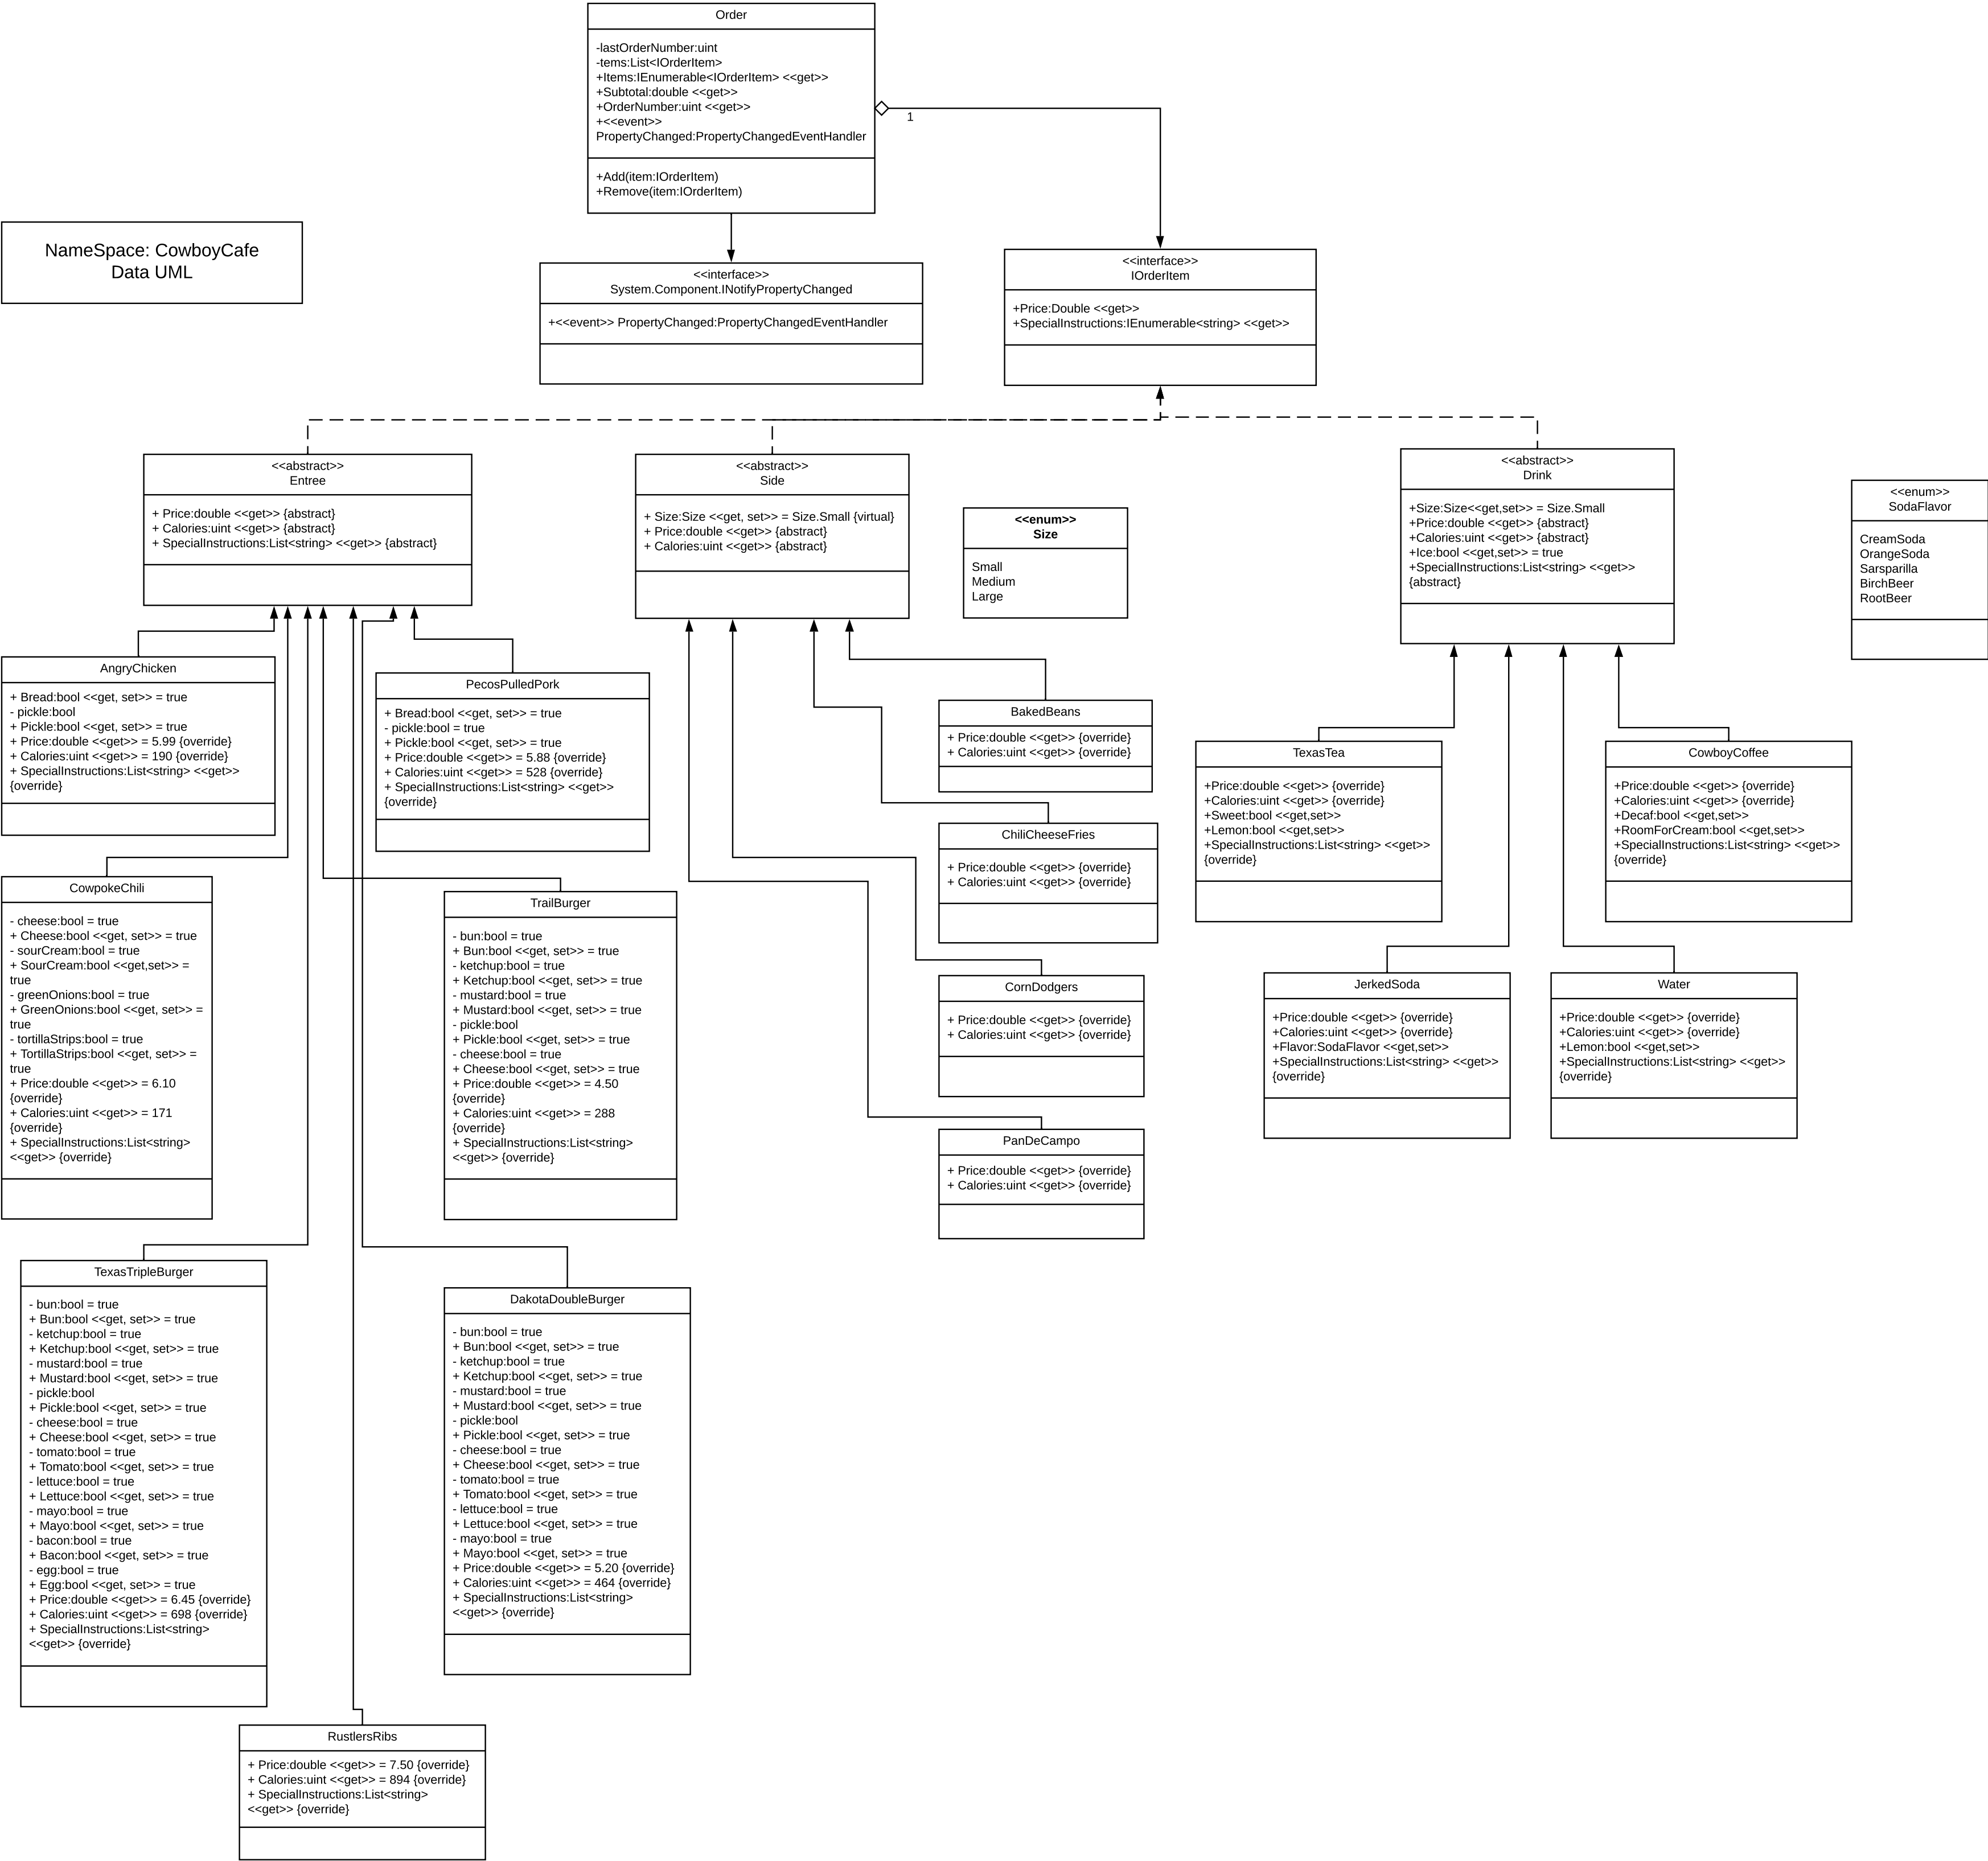 Order
-lastOrderNumber:uint
-tems:List<IOrderItem>
+Items:IEnumerable<IOrderItem> <<get>>
+Subtotal:double <<get>>
+OrderNumber:uint <<get>>
+<<event>>
PropertyChanged:PropertyChangedEventHandler
+Add(item:IOrderItem)
+Remove(item:IOrderItem)
1
NameSpace: CowboyCafe
Data UML
<<interface>>
System.Component.INotifyPropertyChanged
+<<event>> PropertyChanged:PropertyChangedEventHandler
<<interface>>
IOrderItem
+Price:Double <<get>>
+SpecialInstructions:IEnumerable<string> <<get>>
<<abstract>>
Entree
+ Price:double <<get>> {abstract}
+ Calories:uint <<get>> {abstract}
+ SpecialInstructions:List<string> <<get>> {abstract}
<<abstract>>
Side
+ Size:Size <<get, set>> = Size.Small {virtual}
+ Price:double <<get>> {abstract}
+ Calories:uint <<get>> {abstract}
<<enum>>
Size
Small
Medium
Large
<<abstract>>
Drink
+Size:Size<<get,set>> = Size.Small
+Price:double <<get>> {abstract}
+Calories:uint <<get>> {abstract}
+Ice:bool <<get,set>> = true
+SpecialInstructions:List<string> <<get>>
{abstract}
<<enum>>
SodaFlavor
CreamSoda
OrangeSoda
Sarsparilla
BirchBeer
RootBeer
AngryChicken
+ Bread:bool <<get, set>> = true
- pickle:bool
+ Pickle:bool <<get, set>> = true
+ Price:double <<get>> = 5.99 {override}
+ Calories:uint <<get>> = 190 {override}
+ SpecialInstructions:List<string> <<get>>
{override}
PecosPulledPork
+ Bread:bool <<get, set>> = true
- pickle:bool = true
+ Pickle:bool <<get, set>> = true
+ Price:double <<get>> = 5.88 {override}
+ Calories:uint <<get>> = 528 {override}
+ SpecialInstructions:List<string> <<get>>
{override}
BakedBeans
+ Price:double <<get>> {override}
+ Calories:uint <<get>> {override}
TexasTea
+Price:double <<get>> {override}
+Calories:uint <<get>> {override}
+Sweet:bool <<get,set>>
+Lemon:bool <<get,set>>
+SpecialInstructions:List<string> <<get>>
{override}
CowboyCoffee
+Price:double <<get>> {override}
+Calories:uint <<get>> {override}
+Decaf:bool <<get,set>>
+RoomForCream:bool <<get,set>>
+SpecialInstructions:List<string> <<get>>
{override}
ChiliCheeseFries
+ Price:double <<get>> {override}
+ Calories:uint <<get>> {override}
CowpokeChili
- cheese:bool = true
+ Cheese:bool <<get, set>> = true
- sourCream:bool = true
+ SourCream:bool <<get,set>> =
true
- greenOnions:bool = true
+ GreenOnions:bool <<get, set>> =
true
- tortillaStrips:bool = true
+ TortillaStrips:bool <<get, set>> =
true
+ Price:double <<get>> = 6.10
{override}
+ Calories:uint <<get>> = 171
{override}
+ SpecialInstructions:List<string>
<<get>> {override}
TrailBurger
- bun:bool = true
+ Bun:bool <<get, set>> = true
- ketchup:bool = true
+ Ketchup:bool <<get, set>> = true
- mustard:bool = true
+ Mustard:bool <<get, set>> = true
- pickle:bool
+ Pickle:bool <<get, set>> = true
- cheese:bool = true
+ Cheese:bool <<get, set>> = true
+ Price:double <<get>> = 4.50
{override}
+ Calories:uint <<get>> = 288
{override}
+ SpecialInstructions:List<string>
<<get>> {override}
CornDodgers
+ Price:double <<get>> {override}
+ Calories:uint <<get>> {override}
JerkedSoda
+Price:double <<get>> {override}
+Calories:uint <<get>> {override}
+Flavor:SodaFlavor <<get,set>>
+SpecialInstructions:List<string> <<get>>
{override}
Water
+Price:double <<get>> {override}
+Calories:uint <<get>> {override}
+Lemon:bool <<get,set>>
+SpecialInstructions:List<string> <<get>>
{override}
PanDeCampo
+ Price:double <<get>> {override}
+ Calories:uint <<get>> {override}
TexasTripleBurger
- bun:bool = true
+ Bun:bool <<get, set>> = true
- ketchup:bool = true
+ Ketchup:bool <<get, set>> = true
- mustard:bool = true
+ Mustard:bool <<get, set>> = true
- pickle:bool
+ Pickle:bool <<get, set>> = true
- cheese:bool = true
+ Cheese:bool <<get, set>> = true
- tomato:bool = true
+ Tomato:bool <<get, set>> = true
- lettuce:bool = true
+ Lettuce:bool <<get, set>> = true
- mayo:bool = true
+ Mayo:bool <<get, set>> = true
- bacon:bool = true
+ Bacon:bool <<get, set>> = true
- egg:bool = true
+ Egg:bool <<get, set>> = true
+ Price:double <<get>> = 6.45 {override}
+ Calories:uint <<get>> = 698 {override}
+ SpecialInstructions:List<string>
<<get>> {override}
DakotaDoubleBurger
- bun:bool = true
+ Bun:bool <<get, set>> = true
- ketchup:bool = true
+ Ketchup:bool <<get, set>> = true
- mustard:bool = true
+ Mustard:bool <<get, set>> = true
- pickle:bool
+ Pickle:bool <<get, set>> = true
- cheese:bool = true
+ Cheese:bool <<get, set>> = true
- tomato:bool = true
+ Tomato:bool <<get, set>> = true
- lettuce:bool = true
+ Lettuce:bool <<get, set>> = true
- mayo:bool = true
+ Mayo:bool <<get, set>> = true
+ Price:double <<get>> = 5.20 {override}
+ Calories:uint <<get>> = 464 {override}
+ SpecialInstructions:List<string>
<<get>> {override}
RustlersRibs
+ Price:double <<get>> = 7.50 {override}
+ Calories:uint <<get>> = 894 {override}
+ SpecialInstructions:List<string>
<<get>> {override}